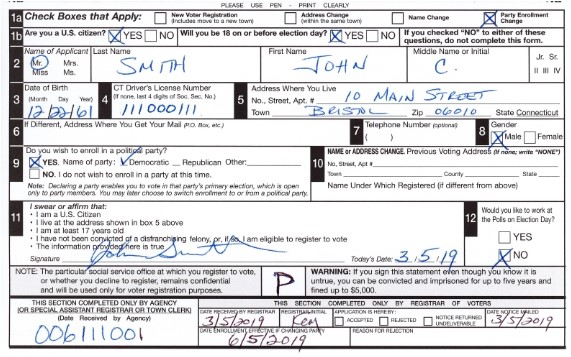 PLEASE USE PEN - PRINT CLEARLY
1a Check Boxes that Apply: New Voter Registration (Includes move to a new town) Address Change (within the same town) Name Change X Party Enrollment Change
1b Are you a U.S. citizen? X YES NO Will you be 18 on or before election day? X YES NO If you checked "NO" to either of these questions, do not complete this form.
2 Name of Applicant Last Name First Name Middle Name or Initial
Mr. Mrs. SMITH JOHN C. Jr. Sr.
Miss Ms. II III IV
3 Date of Birth 4 CT Driver's License Number 5 Address Where You Live
(Month Day Year) (If none, last 4 digits of Soc. Sec. No.) No., Street, Apt. # 10 MAIN STREET
12/22/61 111000111 Town BRISTOL Zip 06010 State Connecticut
6 If Different, Address Where You Get Your Mail (P.O. Box, etc.) 7 Telephone Number (optional) ( ) 8 Gender X Male Female
9 Do you wish to enroll in a political party? 10 NAME or ADDRESS CHANGE. Previous Voting Address (If none; write "NONE")
X YES. Name of party: Democratic Republican Other: No, Street, Apt #
NO. I do not wish to enroll in a party at this time. Town County State
Note: Declaring a party enables you to vote in that party's primary election, which is open only to party members. You may later choose to switch enrollment to or from a political party. Name Under Which Registered (if different from above)
11 I swear or affirm that: 12 Would you like to work at the Polls on Election Day?
• I am a U.S. Citizen
• I live at the address shown in box 5 above
• I am at least 17 years old YES
• I have not been convicted of a disfranchising felony, or, if so, I am eligible to register to vote
• The information provided here is true X NO
Signature John Smith Today's Date: 3/5/19
NOTE: The particular social service office at which you register to vote, or whether you decline to register, remains confidential and will be used only for voter registration purposes. P WARNING: If you sign this statement even though you know it is untrue, you can be convicted and imprisoned for up to five years and fined up to $5,000.
THIS SECTION COMPLETED ONLY BY AGENCY THIS SECTION COMPLETED ONLY BY REGISTRAR OF VOTERS
(OR SPECIAL ASSISTANT REGISTRAR OR TOWN CLERK) DATE RECEIVED BY REGISTRAR REGISTRAR INITIAL APPLICATION IS HEREBY: DATE NOTICE MAILED
(Date Received by Agency) 3/5/2019 ACCEPTED REJECTED NOTICE RETURNED UNDELIVERABLE 3/5/2019
006111001 DATE ENROLLMENT EFFECTIVE IF CHANGING PARTY REASON FOR REJECTION
6/5/2019